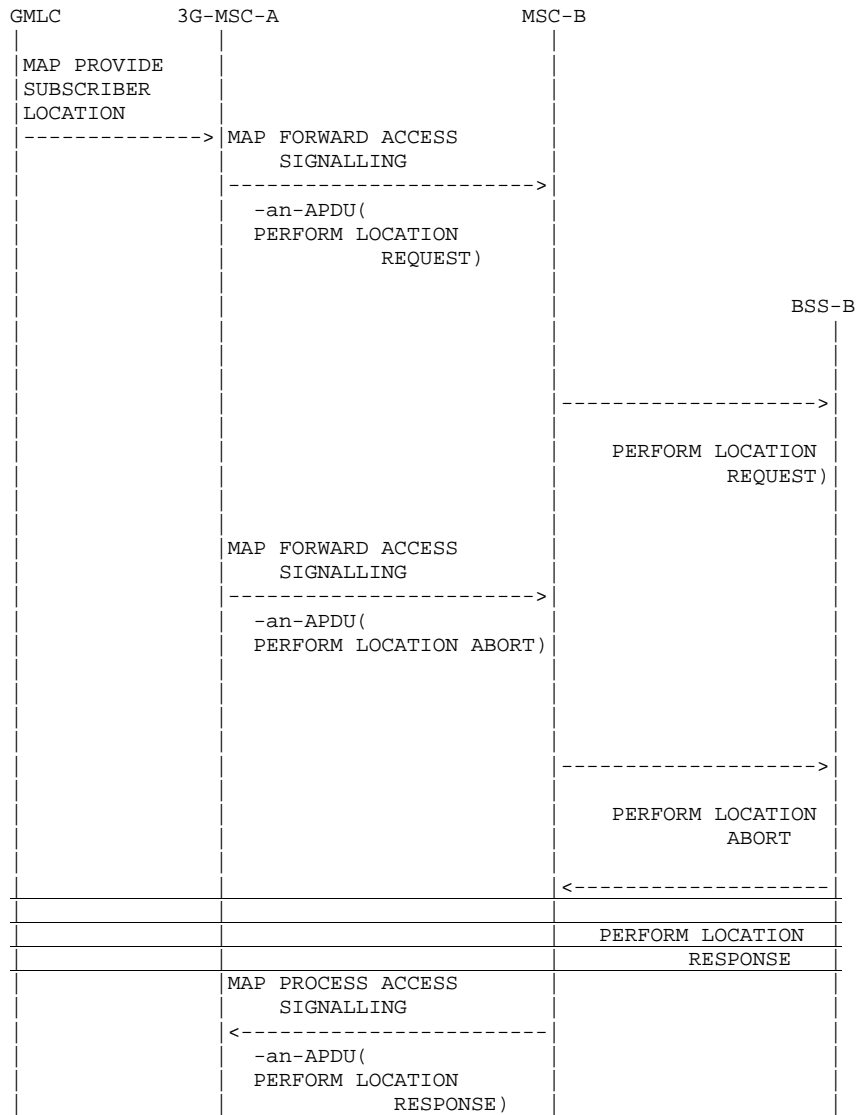 GMLC 3G-MSC-A MSC-B
MAP PROVIDE
SUBSCRIBER
LOCATION
--------------> MAP FORWARD ACCESS
SIGNALLING
------------------------>
-an-APDU(
PERFORM LOCATION
REQUEST)
BSS-B
-------------------->
PERFORM LOCATION
REQUEST)
MAP FORWARD ACCESS
SIGNALLING
------------------------>
-an-APDU(
PERFORM LOCATION ABORT)
-------------------->
PERFORM LOCATION
ABORT
<--------------------
PERFORM LOCATION
RESPONSE
MAP PROCESS ACCESS
SIGNALLING
<------------------------
-an-APDU(
PERFORM LOCATION
RESPONSE)